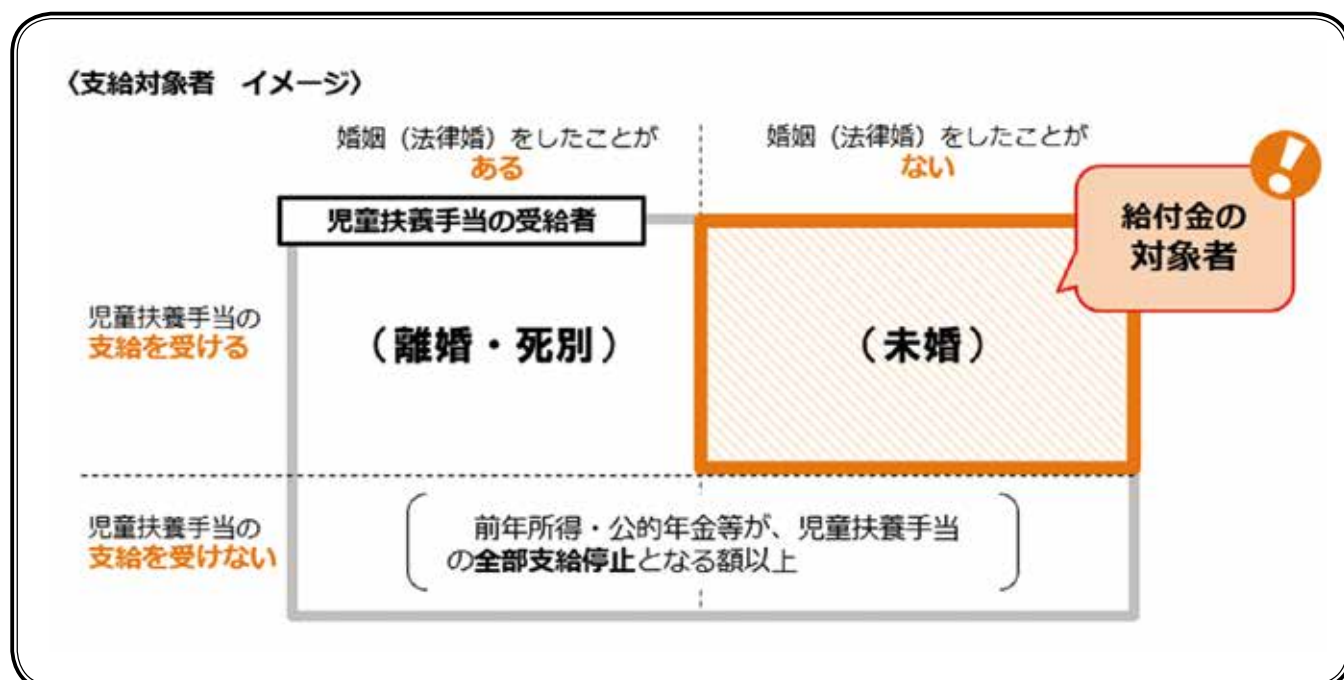 〈支給対象者　イメージ〉
婚姻（法律婚）をしたことが
ある
婚姻（法律婚）をしたことが
ない
給付金の
対象者
児童扶養手当の受給者
児童扶養手当の
支給を受ける
（離婚・死別）
（未婚）
児童扶養手当の
支給を受けない
前年所得・公的年金等が、児童扶養手当
の全部支給停止となる額以上